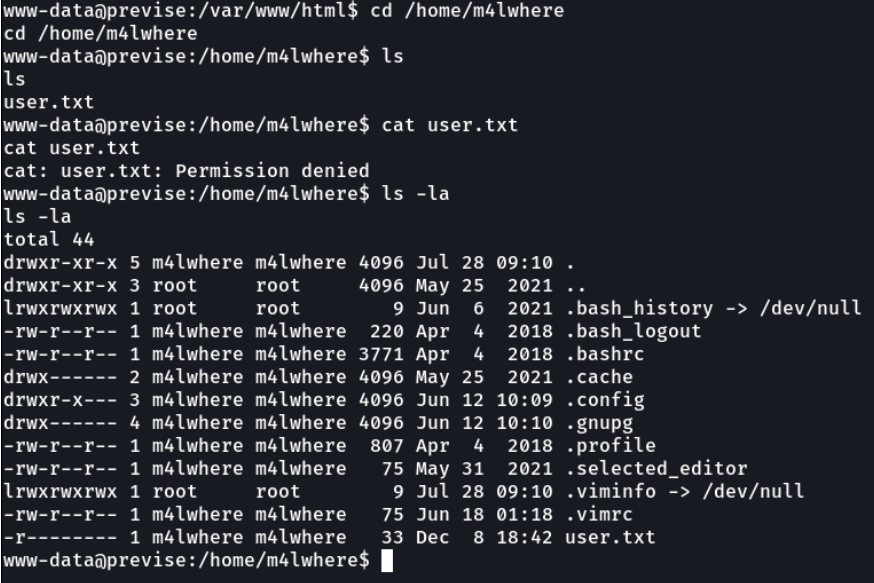 www-data@previse:/var/www/html$ cd /home/m4lwhere
cd /home/m4lwhere
www-data@previse:/home/m4lwhere$ ls
ls
user.txt
www-data@previse:/home/m4lwhere$ cat user.txt
cat user.txt
cat: user.txt: Permission denied
www-data@previse:/home/m4lwhere$ ls -la
ls -la
total 44
drwxr-xr-x 5 m4lwhere m4lwhere 4096 Jul 28 09:10 .
drwxr-xr-x 3 root     root     4096 May 25  2021 ..
lrwxrwxrwx 1 root     root        9 Jun  6  2021 .bash_history -> /dev/null
-rw-r--r-- 1 m4lwhere m4lwhere  220 Apr  4  2018 .bash_logout
-rw-r--r-- 1 m4lwhere m4lwhere 3771 Apr  4  2018 .bashrc
drwx------ 2 m4lwhere m4lwhere 4096 May 25  2021 .cache
drwxr-x--- 3 m4lwhere m4lwhere 4096 Jun 12 10:09 .config
drwx------ 4 m4lwhere m4lwhere 4096 Jun 12 10:10 .gnupg
-rw-r--r-- 1 m4lwhere m4lwhere  807 Apr  4  2018 .profile
-rw-r--r-- 1 m4lwhere m4lwhere   75 May 31  2021 .selected_editor
lrwxrwxrwx 1 root     root        9 Jul 28 09:10 .viminfo -> /dev/null
-rw-r--r-- 1 m4lwhere m4lwhere   75 Jun 18 01:18 .vimrc
-r-------- 1 m4lwhere m4lwhere   33 Dec  8 18:42 user.txt
www-data@previse:/home/m4lwhere$